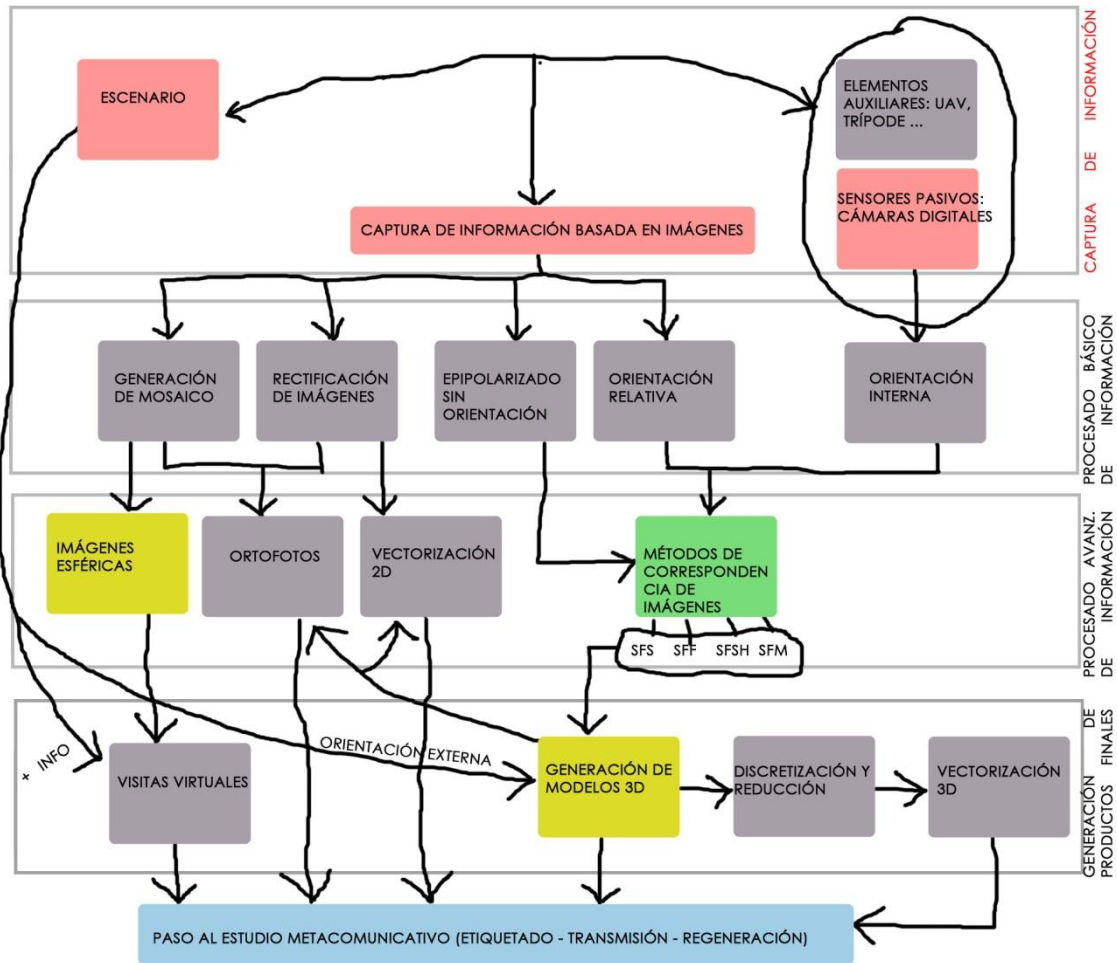 ESCENARIO
ELEMENTOS
AUXILIARES: UAV,
TRÍPODE ...
SENSORES PASIVOS:
CÁMARAS DIGITALES
CAPTURA DE INFORMACIÓN BASADA EN IMÁGENES
CAPTURA DE INFORMACIÓN
GENERACIÓN
DE MOSAICO
RECTIFICACIÓN
DE IMÁGENES
EPIPOLARIZADO
SIN
ORIENTACIÓN
ORIENTACIÓN
RELATIVA
ORIENTACIÓN
INTERNA
PROCESADO BÁSICO
DE INFORMACIÓN
IMÁGENES
ESFÉRICAS
ORTOFOTOS
VECTORIZACIÓN
2D
MÉTODOS DE
CORRESPONDEN
CIA DE
IMÁGENES
SFS SFF SFSH SFM
PROCESADO AVANZ.
DE INFORMACIÓN
+ INFO
VISITAS VIRTUALES
ORIENTACIÓN EXTERNA
GENERACIÓN DE
MODELOS 3D
DISCRETIZACIÓN Y
REDUCCIÓN
VECTORIZACIÓN
3D
GENERACIÓN DE
PRODUCTOS FINALES
PASO AL ESTUDIO METACOMUNICATIVO (ETIQUETADO - TRANSMISIÓN - REGENERACIÓN)